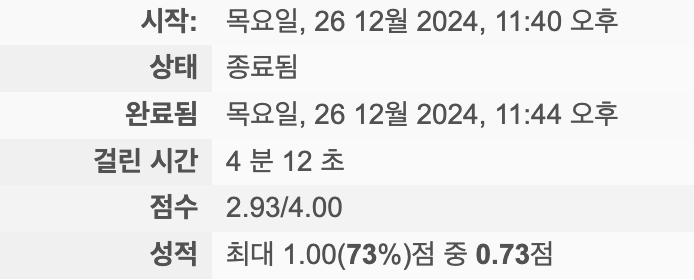 시작: 목요일, 26 12월 2024, 11:40 오후
상태 종료됨
완료됨 목요일, 26 12월 2024, 11:44 오후
걸린 시간 4 분 12 초
점수 2.93/4.00
성적 최대 1.00(73%)점 중 0.73점